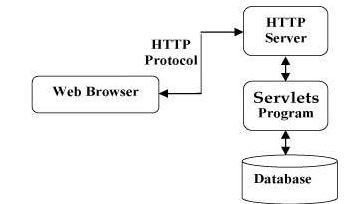 HTTP
Server
HTTP
Protocol
Web Browser
Servlets
Program
Database